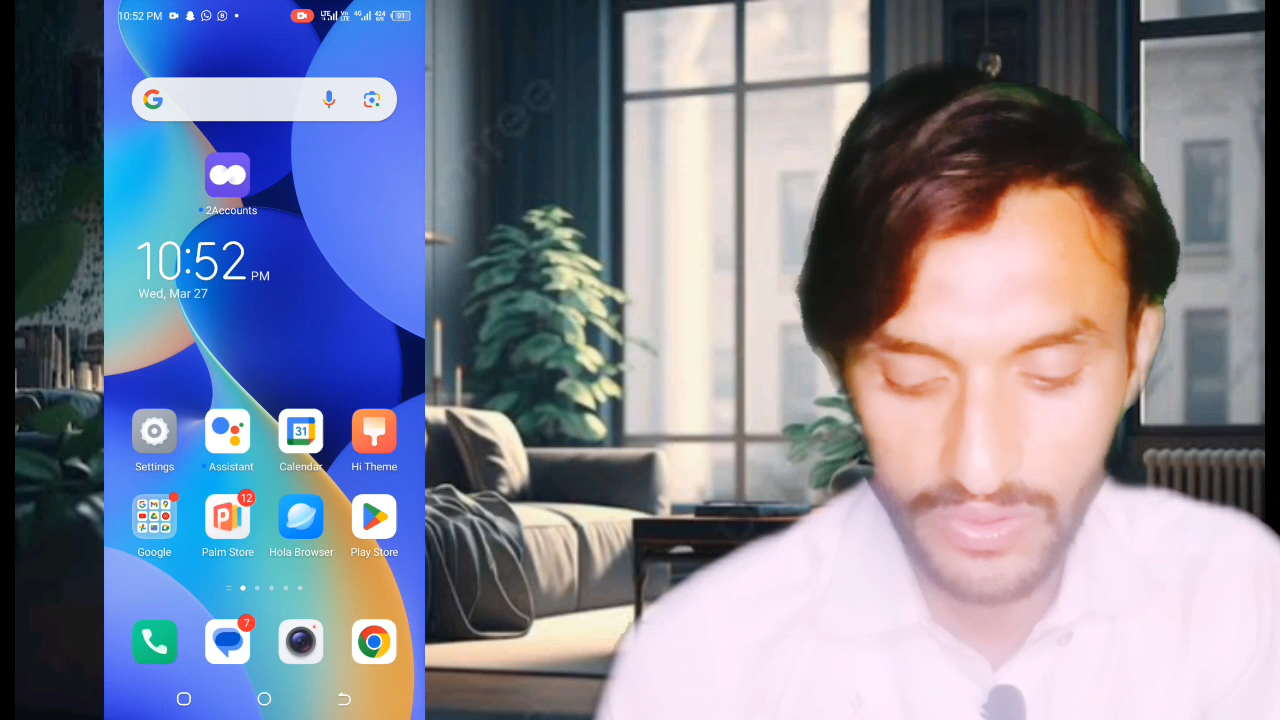 10:52 PM
91
2Accounts
10:52 PM
Wed, Mar 27
31
Settings
Assistant
Calendar
Hi Theme
12
Google
Palm Store
Hola Browser
Play Store
7